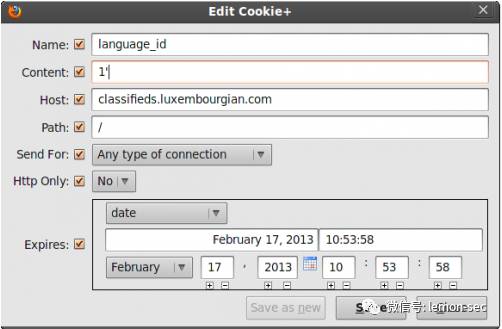 Edit Cookie+
Name: language_id
Content: 1'
Host: classifieds.luxembourgian.com
Path: /
Send For: Any type of connection
Http Only: No
date
Expires:
February 17, 2013 10:53:58
February 17 , 2013 10 : 53 : 58
Save as new
微信号: legion-sec